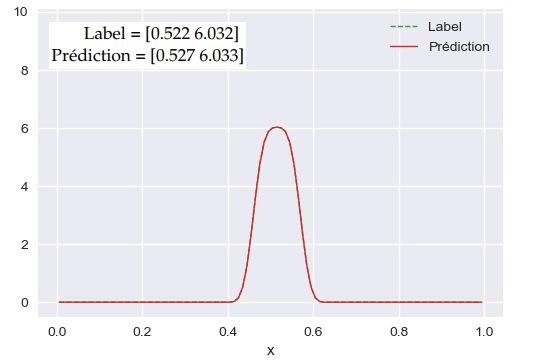 10
Label = [0.522 6.032]
Prédiction = [0.527 6.033]
Label
Prédiction
8
6
4
2
0
0.0 0.2 0.4 0.6 0.8 1.0
x